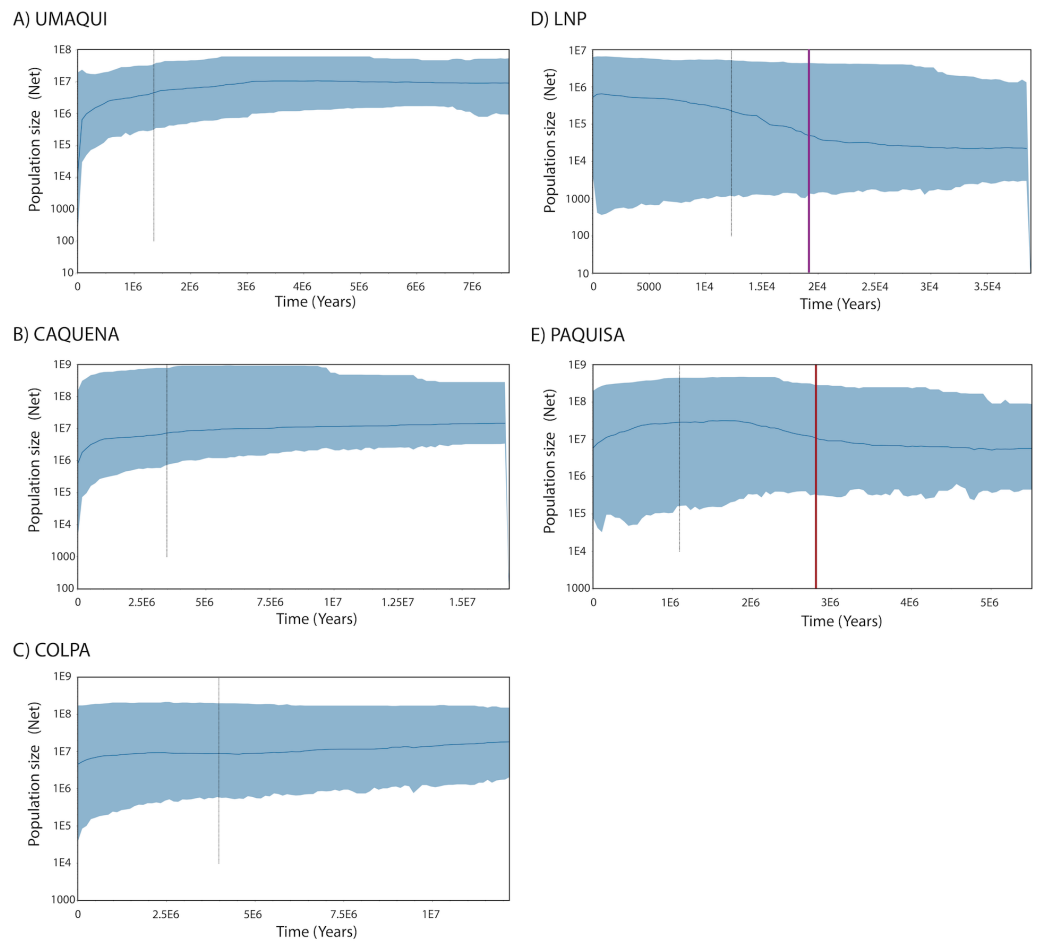 A) UMAQUI
Population size (Net)
1E8
1E7
1E6
1E5
1E4
1000
100
10
0
1E6
2E6
3E6
4E6
5E6
6E6
7E6
Time (Years)
B) CAQUENA
Population size (Net)
1E9
1E8
1E7
1E6
1E5
1E4
1000
100
0
2.5E6
5E6
7.5E6
1E7
1.25E7
1.5E7
Time (Years)
C) COLPA
Population size (Net)
1E9
1E8
1E7
1E6
1E5
1E4
1000
0
2.5E6
5E6
7.5E6
1E7
Time (Years)
D) LNP
Population size (Net)
1E7
1E6
1E5
1E4
1000
100
10
0
5000
1E4
1.5E4
2E4
2.5E4
3E4
3.5E4
Time (Years)
E) PAQUISA
Population size (Net)
1E9
1E8
1E7
1E6
1E5
1E4
1000
0
1E6
2E6
3E6
4E6
5E6
Time (Years)